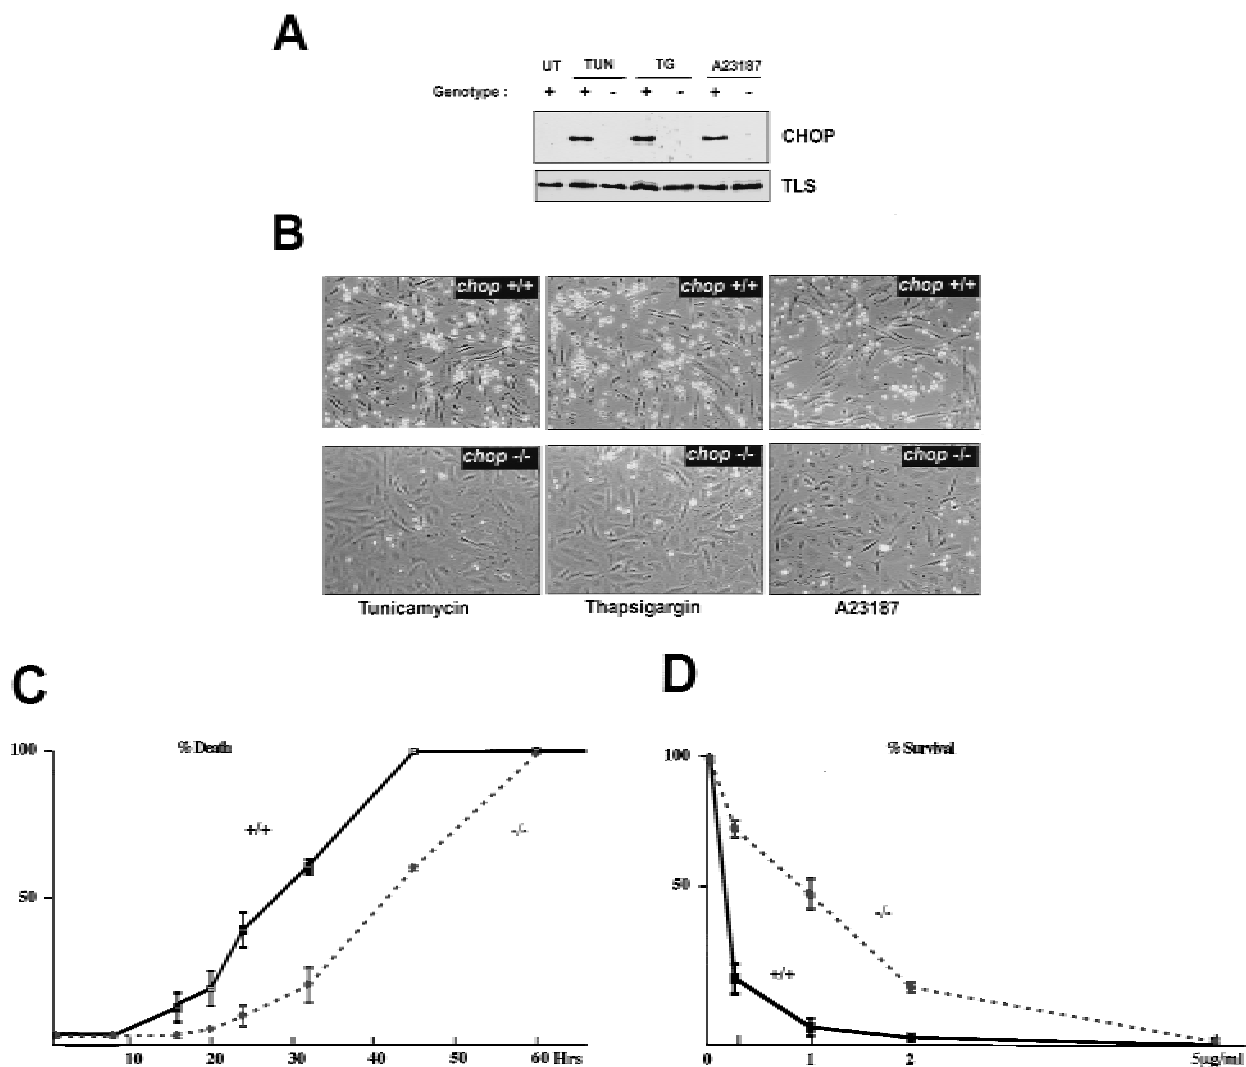 A
UT TUN TG A23187
Genotype : + + - + - + -
CHOP
TLS
B
chop +/+ chop +/+ chop +/+
chop -/- chop -/- chop -/-
Tunicamycin Thapsigargin A23187
C
% Death
100
+/+
-/-
50
10 20 30 40 50 60 Hrs
D
% Survival
100
50
-/-
+/+
0 1 2 5µg/ml